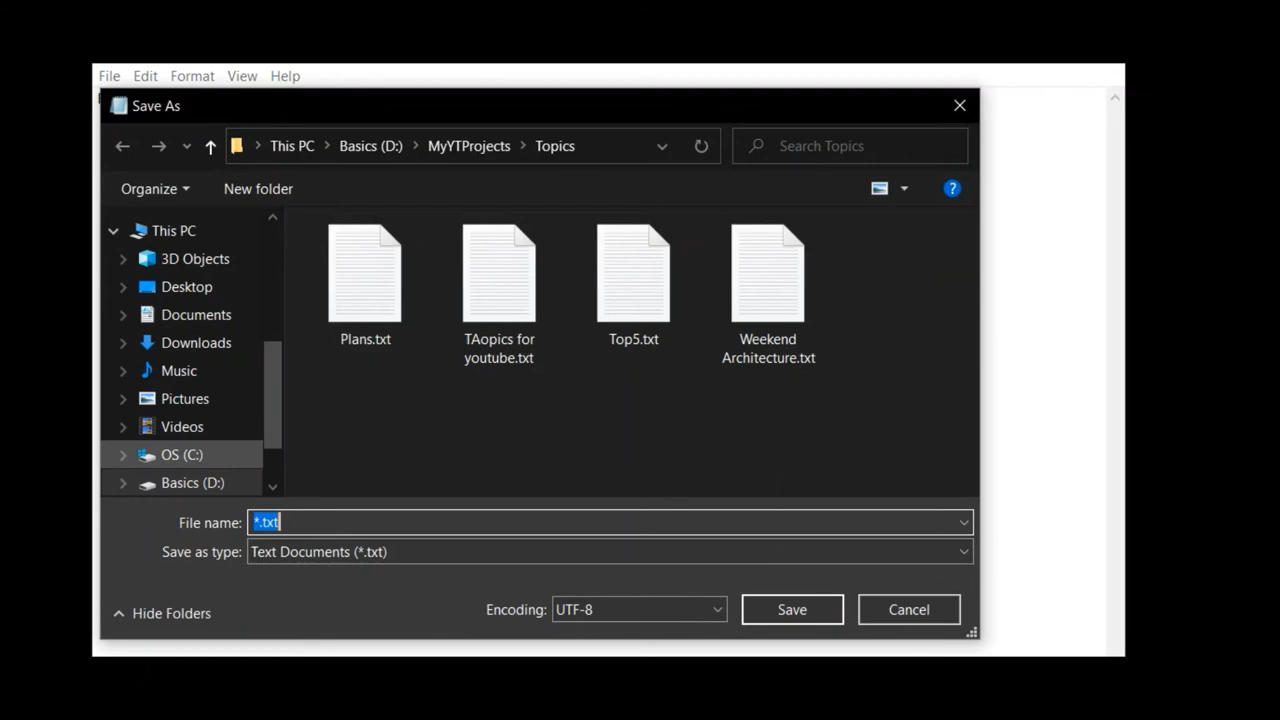 File Edit Format View Help
Save As
This PC Basics (D:) MyYTProjects Topics Search Topics
Organize New folder ?
This PC
3D Objects
Desktop
Documents
Downloads
Music
Pictures
Videos
OS (C:)
Basics (D:)
Plans.txt
TAopics for
youtube.txt
Top5.txt
Weekend
Architecture.txt
File name: *.txt
Save as type: Text Documents (*.txt)
Hide Folders Encoding: UTF-8 Save Cancel